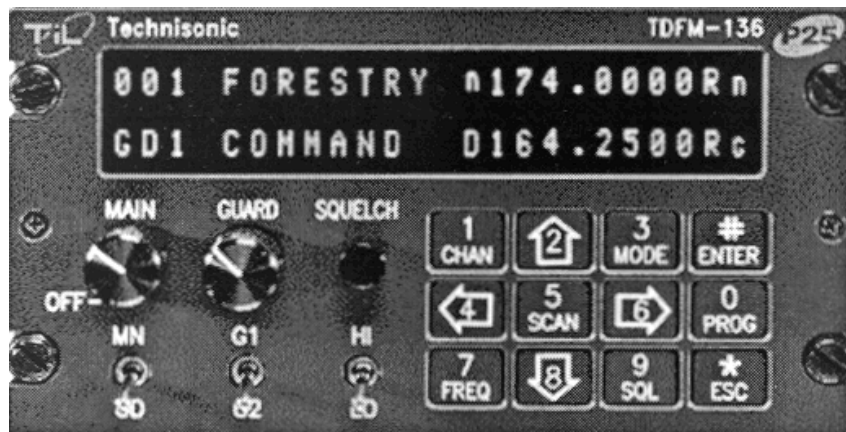 TiL Technisonic TDFM-136 P25
001 FORESTRY n174.0000Rn
GD1 COMMAND D164.2500Rc
MAIN GUARD SQUELCH
OFF
MN G1 HI
GD G2 LO
1 2 3 #
CHAN MODE ENTER
4 5 6 0
SCAN PROG
7 8 9 *
FREQ SQL ESC